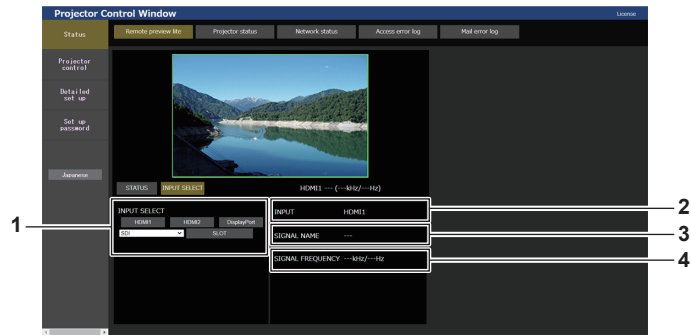 Projector Control Window
License
Status
Remote preview lite
Projector status
Network status
Access error log
Mail error log
Projector
control
Detailed
set up
Set up
password
Japanese
STATUS
INPUT SELECT
HDMI1 --- (---kHz/---Hz)
1
INPUT SELECT
HDMI1
HDMI2
DisplayPort
SDI
SLOT
INPUT HDMI1
2
SIGNAL NAME ---
3
SIGNAL FREQUENCY ---kHz/---Hz
4